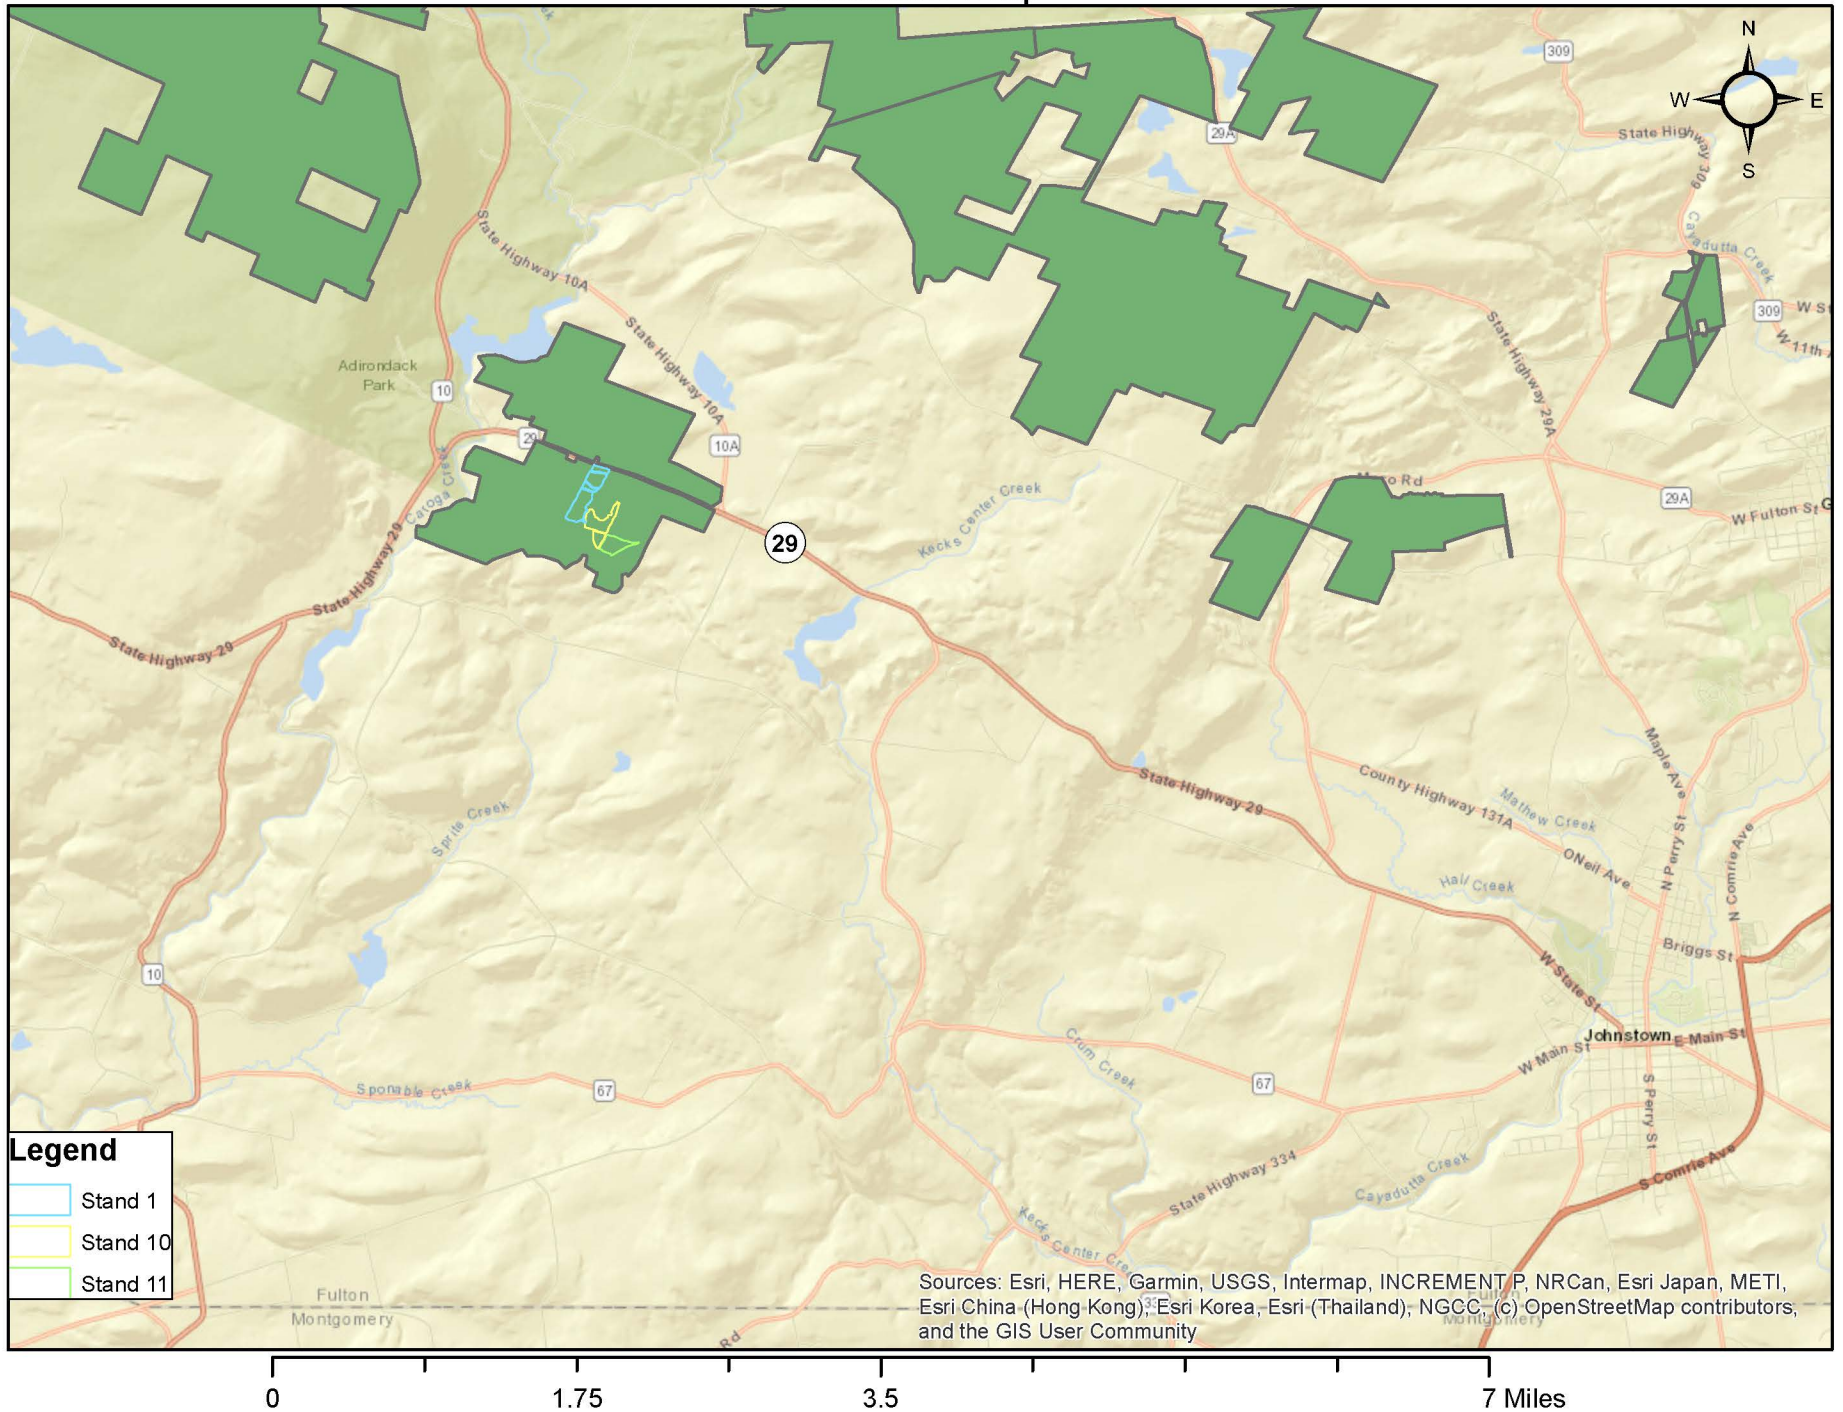 N
W E
S
309
State Highway 309
29A
Cayadutta Creek
State Highway 10A
309
W 11th
State Highway 10A
State Highway 29A
Adirondack
Park
10
29
10A
Caroga Creek
Kecks Center Creek
29A
W Fulton St
29
State Highway 29
State Highway 29
State Highway 29
Maple Ave
County Highway 131A
Mathew Creek
Sprite Creek
ONeil Ave
N Perry St
N Comrie Ave
Hall Creek
Briggs St
W State St
10
Johnstown
E Main St
W Main St
Crum Creek
Sponable Creek
67
67
S Perry St
State Highway 334
Cayadutta Creek
S Comrie Ave
Kecks Center Creek
Legend
Stand 1
Stand 10
Stand 11
Fulton
Montgomery
Rd
Fulton
Montgomery
Sources: Esri, HERE, Garmin, USGS, Intermap, INCREMENT P, NRCan, Esri Japan, METI,
Esri China (Hong Kong), Esri Korea, Esri (Thailand), NGCC, (c) OpenStreetMap contributors,
and the GIS User Community
0 1.75 3.5 7 Miles